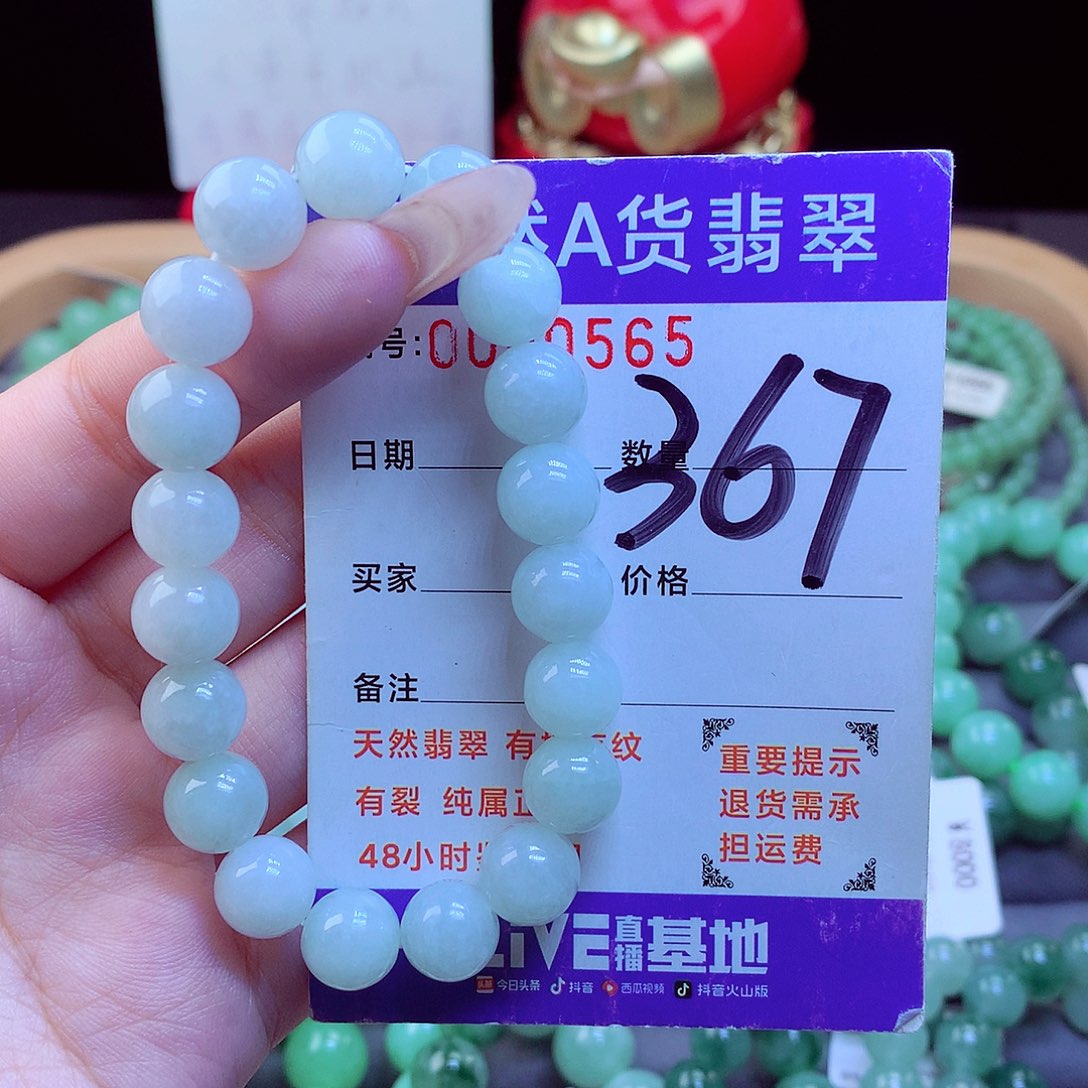 A货翡翠
号:
565
367
日期
数量
买家
价格
备注
天然翡翠 有 纹
有裂 纯属
48小时
重要提示
退货需承
担运费
LIVE直播基地
今日头条 抖音 西瓜视频 抖音火山版
¥ 8000